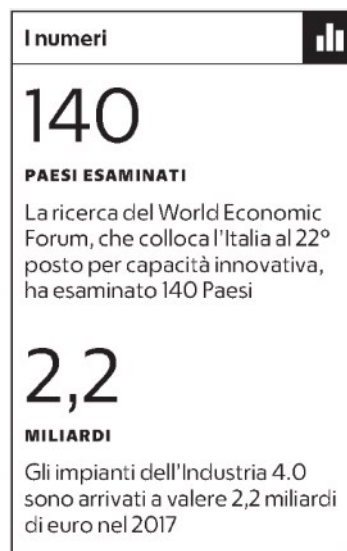 I numeri
140
PAESI ESAMINATI
La ricerca del World Economic
Forum, che colloca l'Italia al 22º
posto per capacità innovativa,
ha esaminato 140 Paesi
2,2
MILIARDI
Gli impianti dell'Industria 4.0
sono arrivati a valere 2,2 miliardi
di euro nel 2017